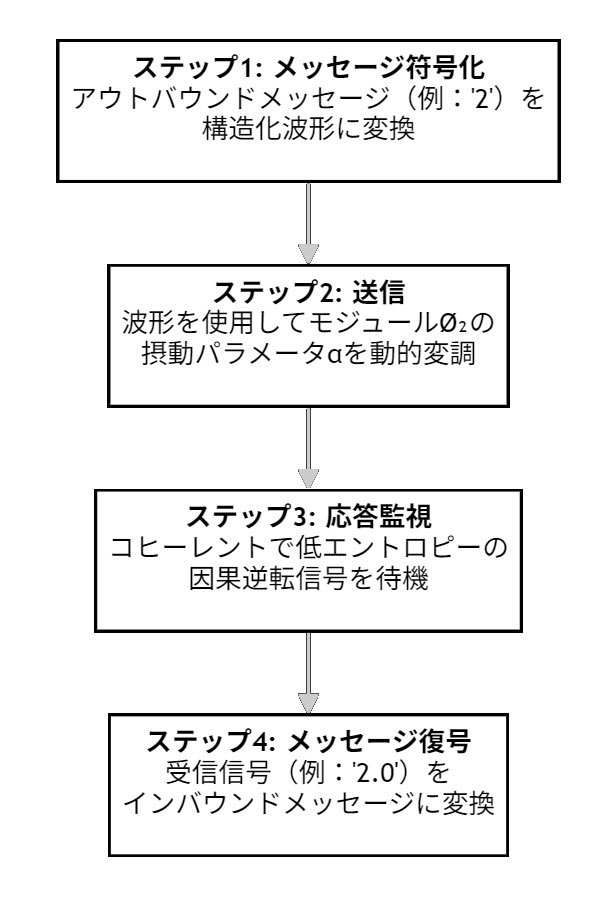 ステップ1: メッセージ符号化
アウトバウンドメッセージ（例：'2'）を
構造化波形に変換
ステップ2: 送信
波形を使用してモジュールØ₂の
摂動パラメータαを動的変調
ステップ3: 応答監視
コヒーレントで低エントロピーの
因果逆転信号を待機
ステップ4: メッセージ復号
受信信号（例：'2.0'）を
インバウンドメッセージに変換